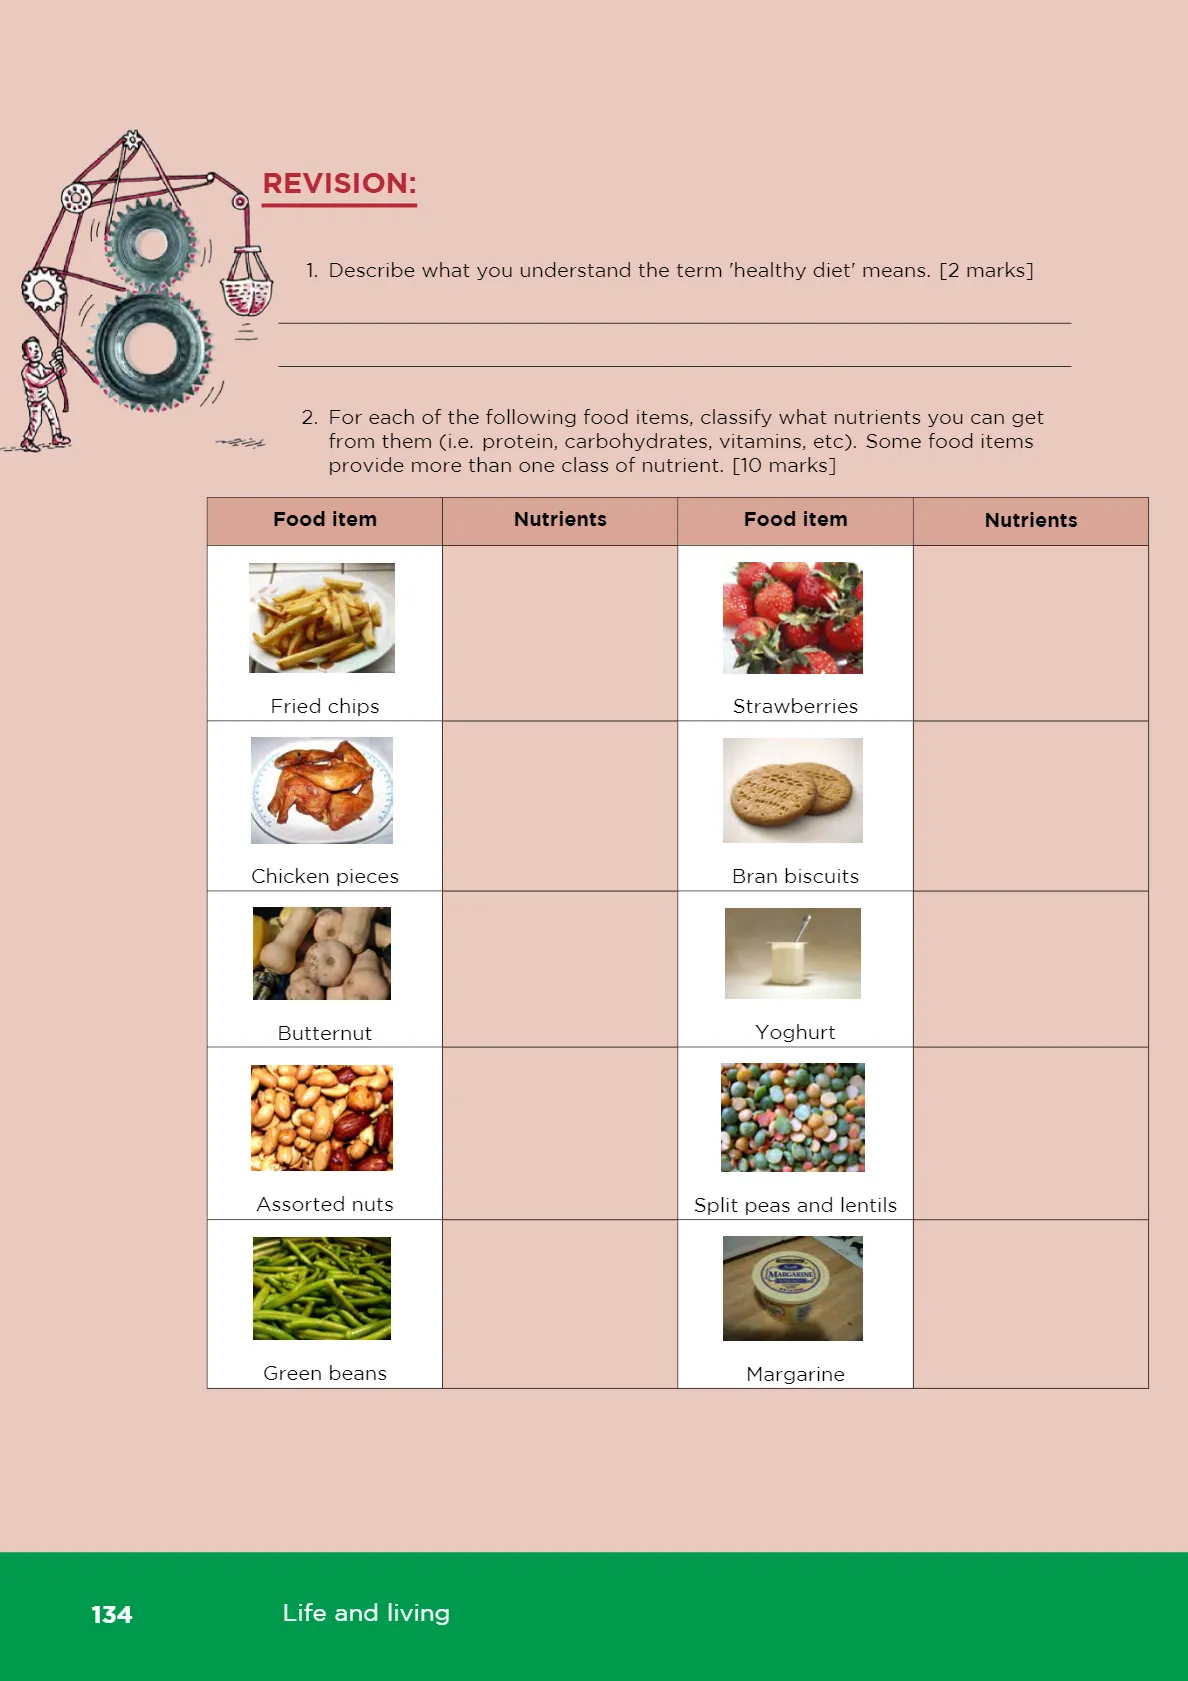 REVISION:
1. Describe what you understand the term 'healthy diet' means. [2 marks]
2. For each of the following food items, classify what nutrients you can get
from them (i.e. protein, carbohydrates, vitamins, etc). Some food items
provide more than one class of nutrient. [10 marks]
Food item Nutrients Food item Nutrients
Fried chips Strawberries
Chicken pieces Bran biscuits
Butternut Yoghurt
Assorted nuts Split peas and lentils
MARGARINE
Green beans Margarine
134 Life and living